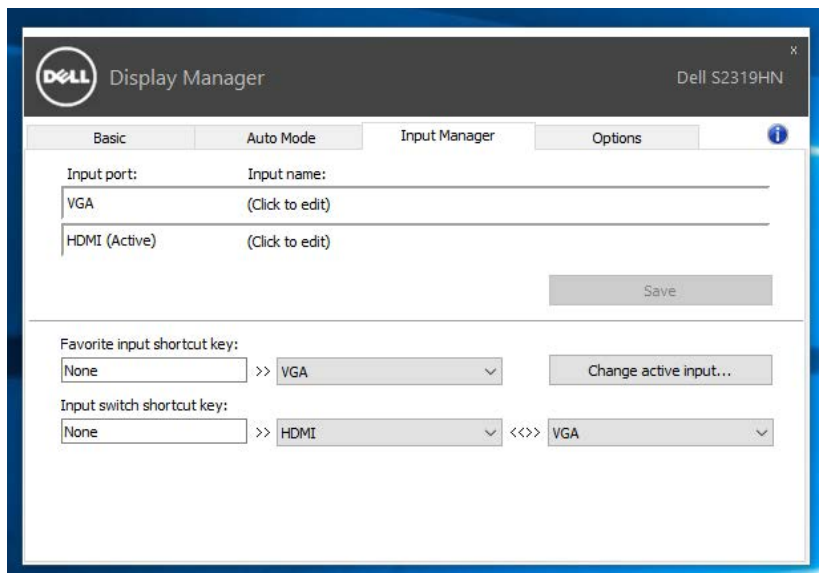 x
DELL Display Manager Dell S2319HN
Basic Auto Mode Input Manager Options i
Input port: Input name:
VGA (Click to edit)
HDMI (Active) (Click to edit)
Save
Favorite input shortcut key:
None >> VGA Change active input...
Input switch shortcut key:
None >> HDMI <<>> VGA